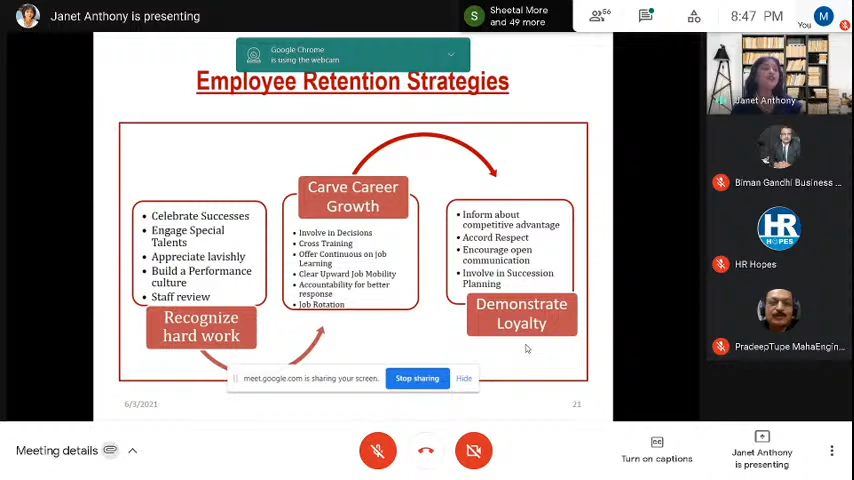 Janet Anthony is presenting
S
Sheetal More
and 49 more
56
8:47 PM
You
M
Google Chrome
is using the webcam
Employee Retention Strategies
Celebrate Successes
Engage Special
Talents
Appreciate lavishly
Build a Performance
culture
Staff review
Recognize
hard work
Carve Career
Growth
Involve in Decisions
Cross Training
Offer Continuous on job
Learning
Clear Upward Job Mobility
Accountability for better
response
Job Rotation
Inform about
competitive advantage
Accord Respect
Encourage open
communication
Involve in Succession
Planning
Demonstrate
Loyalty
meet.google.com is sharing your screen.
Stop sharing
Hide
6/3/2021
21
Janet Anthony
Biman Gandhi Business ...
HR
HOPES
HR Hopes
PradeepTupe MahaEngin...
Meeting details
Turn on captions
Janet Anthony
is presenting